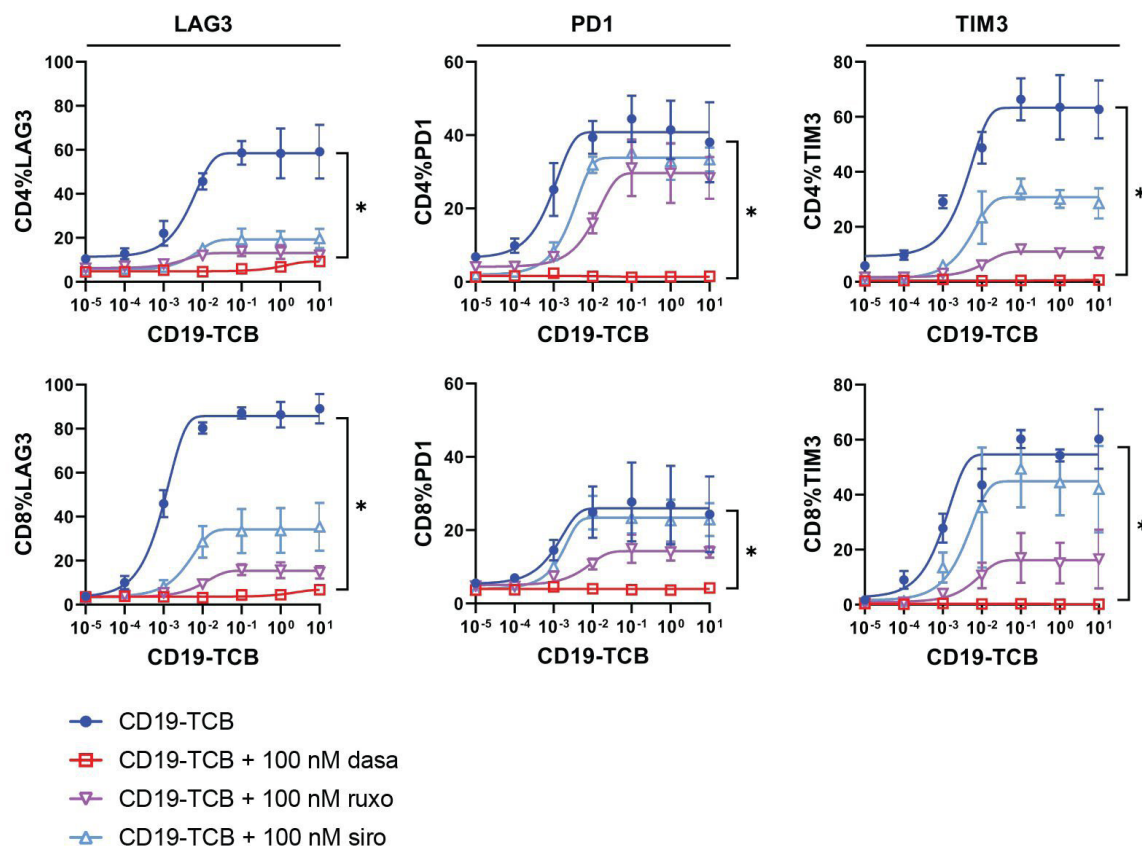 LAG3 PD1 TIM3
100 60 80
80
60
40
20
0
CD4%LAG3
10⁻⁵ 10⁻⁴ 10⁻³ 10⁻² 10⁻¹ 10⁰ 10¹
CD19-TCB
*
60
40
20
0
CD4%PD1
10⁻⁵ 10⁻⁴ 10⁻³ 10⁻² 10⁻¹ 10⁰ 10¹
CD19-TCB
*
80
60
40
20
0
CD4%TIM3
10⁻⁵ 10⁻⁴ 10⁻³ 10⁻² 10⁻¹ 10⁰ 10¹
CD19-TCB
*
100
80
60
40
20
0
CD8%LAG3
10⁻⁵ 10⁻⁴ 10⁻³ 10⁻² 10⁻¹ 10⁰ 10¹
CD19-TCB
*
60
40
20
0
CD8%PD1
10⁻⁵ 10⁻⁴ 10⁻³ 10⁻² 10⁻¹ 10⁰ 10¹
CD19-TCB
*
80
60
40
20
0
CD8%TIM3
10⁻⁵ 10⁻⁴ 10⁻³ 10⁻² 10⁻¹ 10⁰ 10¹
CD19-TCB
*
CD19-TCB
CD19-TCB + 100 nM dasa
CD19-TCB + 100 nM ruxo
CD19-TCB + 100 nM siro